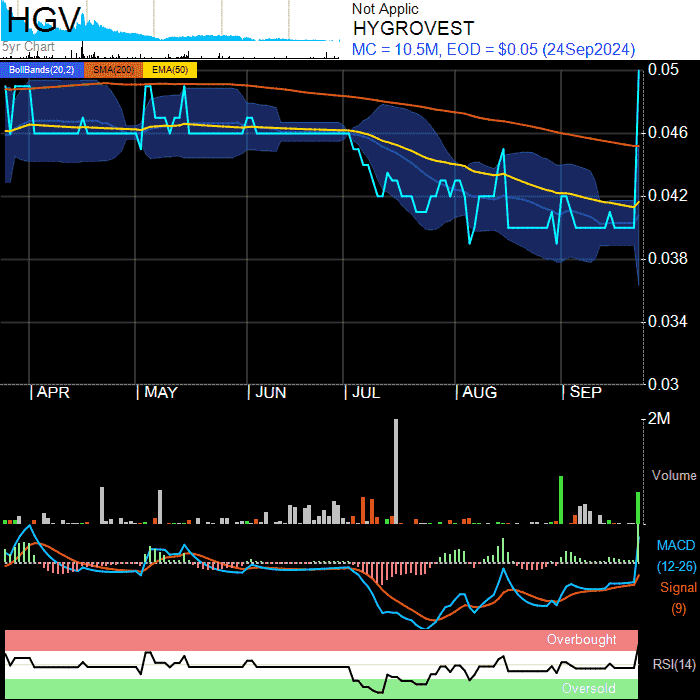 HGV
5yr Chart
Not Applic
HYGROVEST
MC = 10.5M, EOD = $0.05 (24Sep2024)
BollBands(20,2) SMA(200) EMA(50)
0.05
0.046
0.042
0.038
0.034
0.03
APR MAY JUN JUL AUG SEP
2M
Volume
MACD
(12-26)
Signal
(9)
Overbought
RSI(14)
Oversold